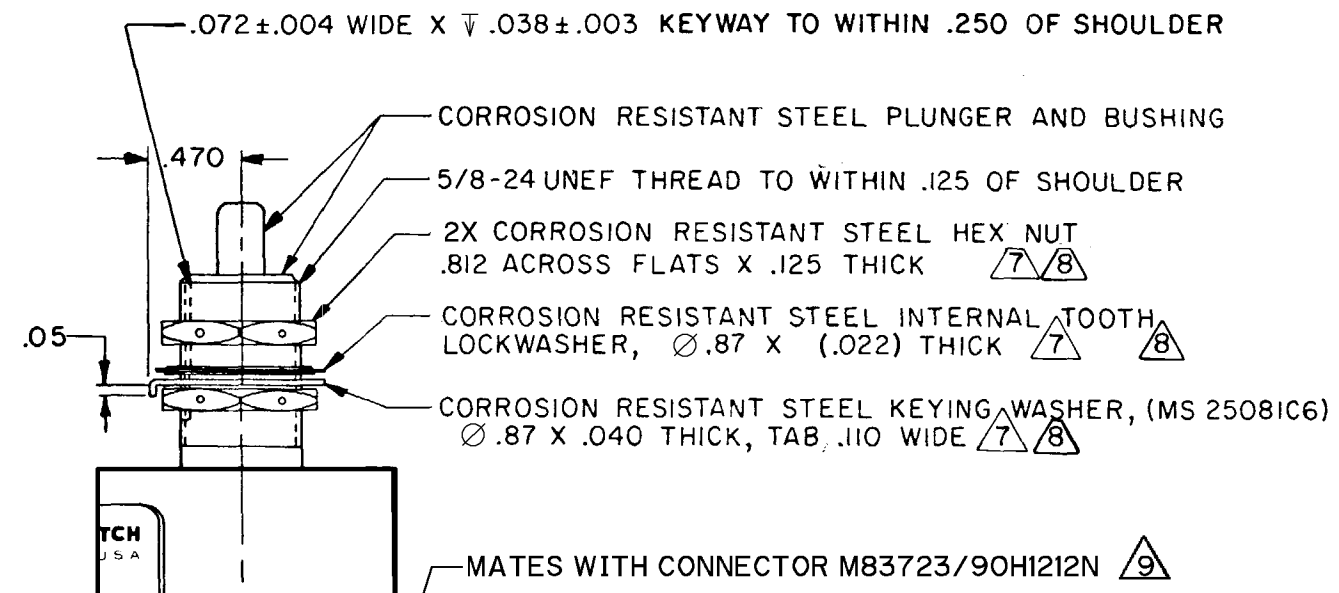 .072±.004 WIDE X ↧ .038±.003 KEYWAY TO WITHIN .250 OF SHOULDER
CORROSION RESISTANT STEEL PLUNGER AND BUSHING
.470
5/8-24 UNEF THREAD TO WITHIN .125 OF SHOULDER
2X CORROSION RESISTANT STEEL HEX NUT
.812 ACROSS FLATS X .125 THICK 7 8
CORROSION RESISTANT STEEL INTERNAL TOOTH
LOCKWASHER, ∅.87 X (.022) THICK 7 8
.05
CORROSION RESISTANT STEEL KEYING WASHER, (MS 25081C6)
∅.87 X .040 THICK, TAB .110 WIDE 7 8
TCH
USA
MATES WITH CONNECTOR M83723/90H1212N 9